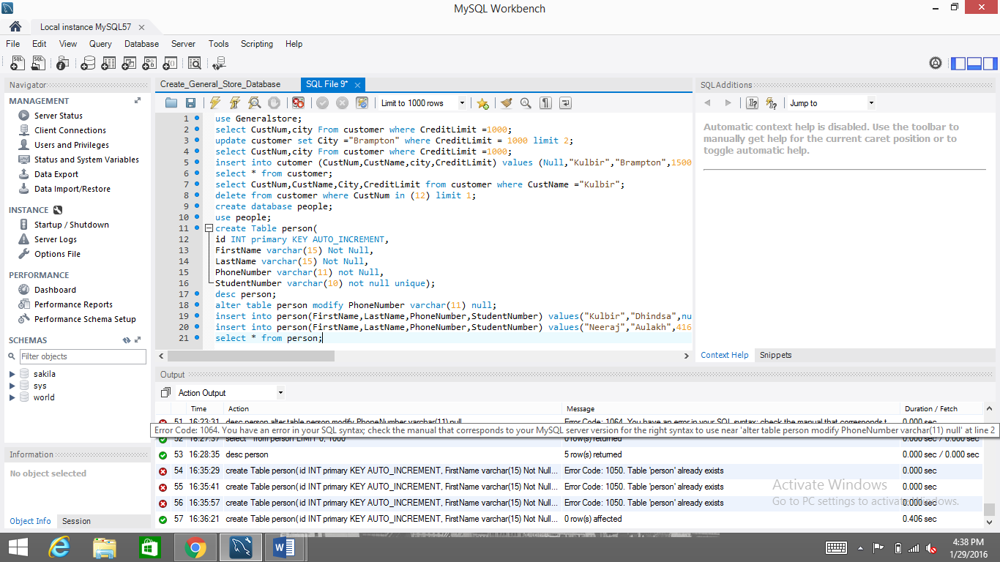 MySQL Workbench
Local instance MySQL57
File Edit View Query Database Server Tools Scripting Help
Navigator
MANAGEMENT
Server Status
Client Connections
Users and Privileges
Status and System Variables
Data Export
Data Import/Restore
INSTANCE
Startup / Shutdown
Server Logs
Options File
PERFORMANCE
Dashboard
Performance Reports
Performance Schema Setup
SCHEMAS
Filter objects
sakila
sys
world
Information
No object selected
Object Info Session
Create_General_Store_Database SQL File 9*
Limit to 1000 rows
1 use Generalstore;
2 select CustNum,city From customer where CreditLimit =1000;
3 update customer set City ="Brampton" where CreditLimit = 1000 limit 2;
4 select CustNum,city From customer where CreditLimit =1000;
5 insert into cutomer (CustNum,CustName,city,CreditLimit) values (Null,"Kulbir","Brampton",1500
6 select * from customer;
7 select CustNum,CustName,City,CreditLimit from customer where CustName ="Kulbir";
8 delete from customer where CustNum in (12) limit 1;
9 create database people;
10 use people;
11 create Table person(
12 id INT primary KEY AUTO_INCREMENT,
13 FirstName varchar(15) Not Null,
14 LastName varchar(15) Not Null,
15 PhoneNumber varchar(11) not Null,
16 StudentNumber varchar(10) not null unique);
17 desc person;
18 alter table person modify PhoneNumber varchar(11) null;
19 insert into person(FirstName,LastName,PhoneNumber,StudentNumber) values("Kulbir","Dhindsa",nu
20 insert into person(FirstName,LastName,PhoneNumber,StudentNumber) values("Neeraj","Aulakh",416
21 select * from person;
SQL Additions
Jump to
Automatic context help is disabled. Use the toolbar to
manually get help for the current caret position or to
toggle automatic help.
Context Help Snippets
Output
Action Output
Time Action Message Duration / Fetch
51 16:23:31 desc person alter table person modify PhoneNumber varchar(11) null Error Code: 1064. You have an error in your SQL syntax; check the manual that corresponds t... 0.000 sec
Error Code: 1064. You have an error in your SQL syntax; check the manual that corresponds to your MySQL server version for the right syntax to use near 'alter table person modify PhoneNumber varchar(11) null' at line 2
52 16:27:37 select * from person LIMIT 0, 1000 0 row(s) returned 0.000 sec / 0.000 sec
53 16:28:35 desc person 5 row(s) returned 0.000 sec / 0.000 sec
54 16:35:29 create Table person( id INT primary KEY AUTO_INCREMENT, FirstName varchar(15) Not Null... Error Code: 1050. Table 'person' already exists 0.000 sec
55 16:35:41 create Table person( id INT primary KEY AUTO_INCREMENT, FirstName varchar(15) Not Null... Error Code: 1050. Table 'person' already exists 0.000 sec
56 16:35:57 create Table person( id INT primary KEY AUTO_INCREMENT, FirstName varchar(15) Not Null... Error Code: 1050. Table 'person' already exists 0.000 sec
57 16:36:21 create Table person( id INT primary KEY AUTO_INCREMENT, FirstName varchar(15) Not Null... 0 row(s) affected 0.406 sec
Activate Windows
Go to PC settings to activate Windows.
4:38 PM
1/29/2016